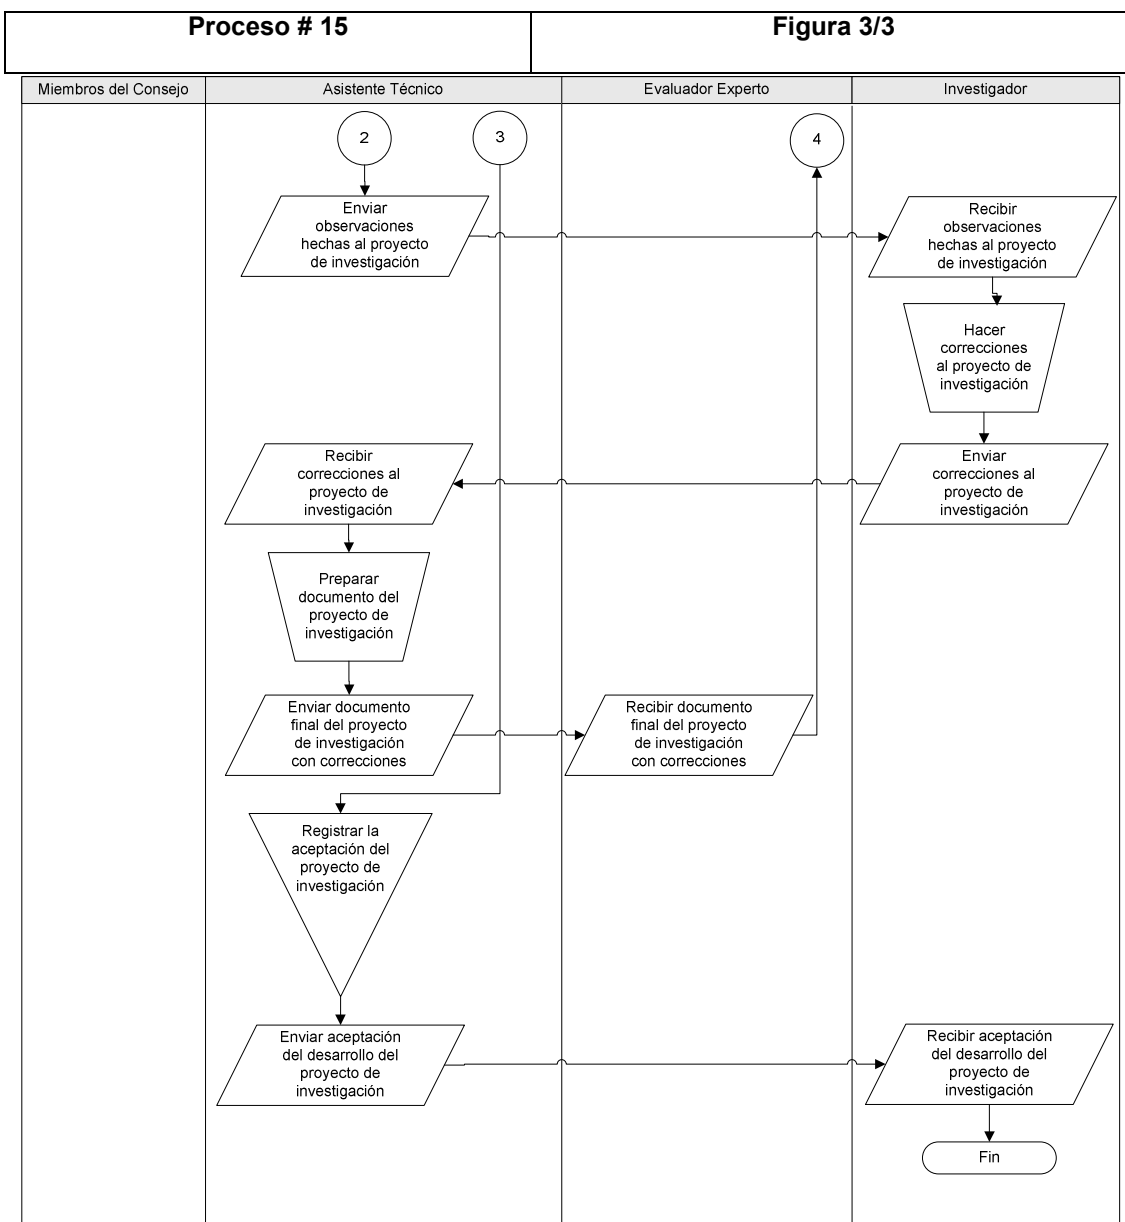 Proceso # 15
Figura 3/3
Miembros del Consejo
Asistente Técnico
Evaluador Experto
Investigador
2
3
4
Enviar
observaciones
hechas al proyecto
de investigación
Recibir
observaciones
hechas al proyecto
de investigación
Hacer
correcciones
al proyecto de
investigación
Enviar
correcciones al
proyecto de
investigación
Recibir
correcciones al
proyecto de
investigación
Preparar
documento del
proyecto de
investigación
Enviar documento
final del proyecto
de investigación
con correcciones
Recibir documento
final del proyecto
de investigación
con correcciones
Registrar la
aceptación del
proyecto de
investigación
Enviar aceptación
del desarrollo del
proyecto de
investigación
Recibir aceptación
del desarrollo del
proyecto de
investigación
Fin